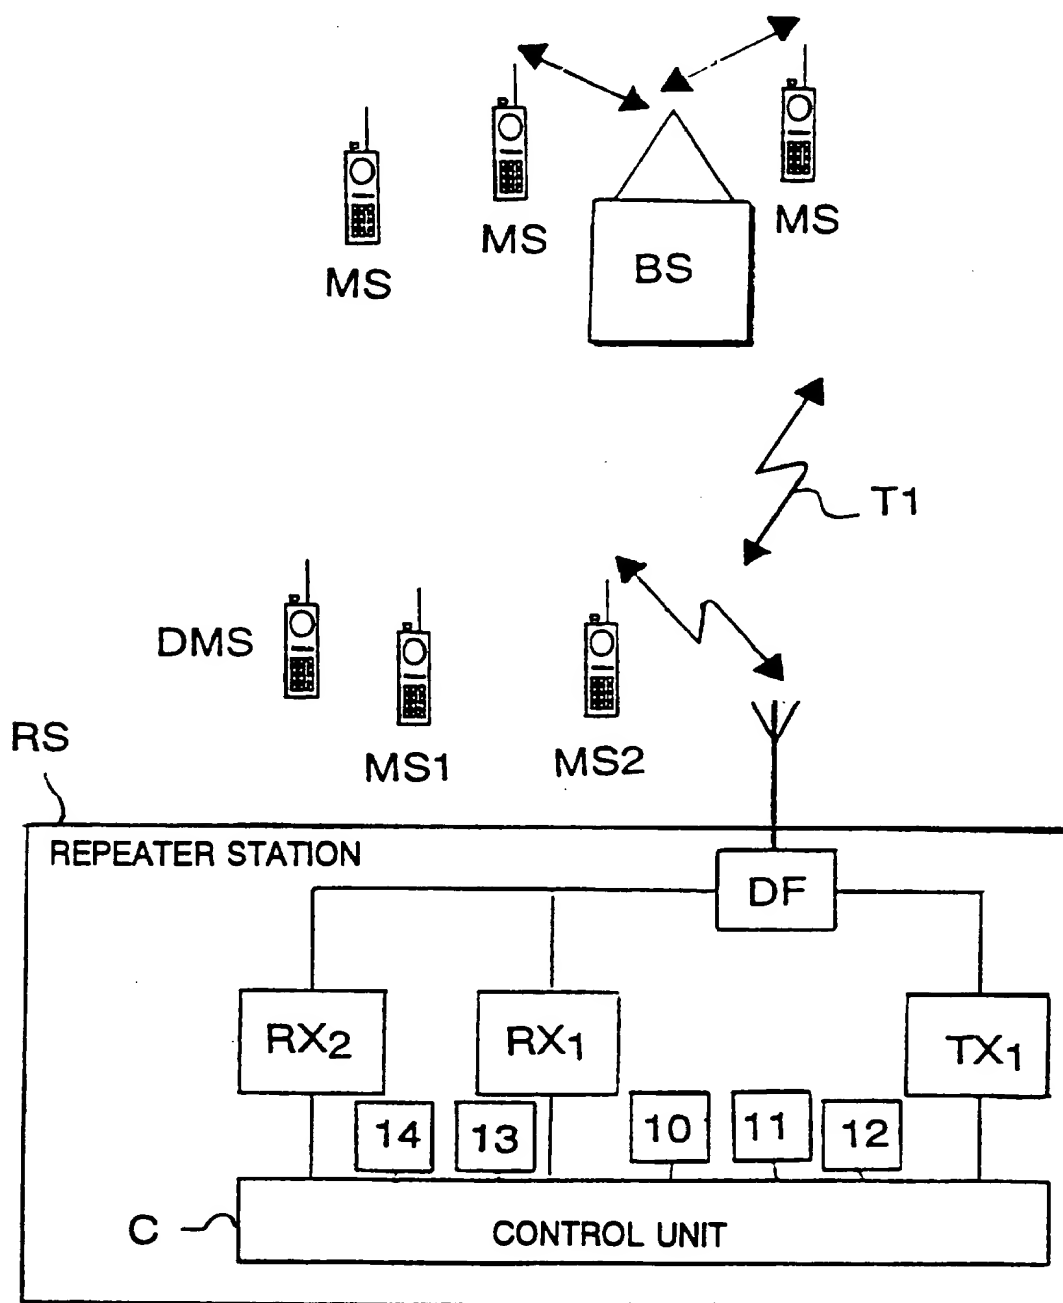 MS
MS
MS
BS
T1
DMS
MS1
MS2
RS
REPEATER STATION
DF
RX2
RX1
TX1
14
13
10
11
12
C
CONTROL UNIT